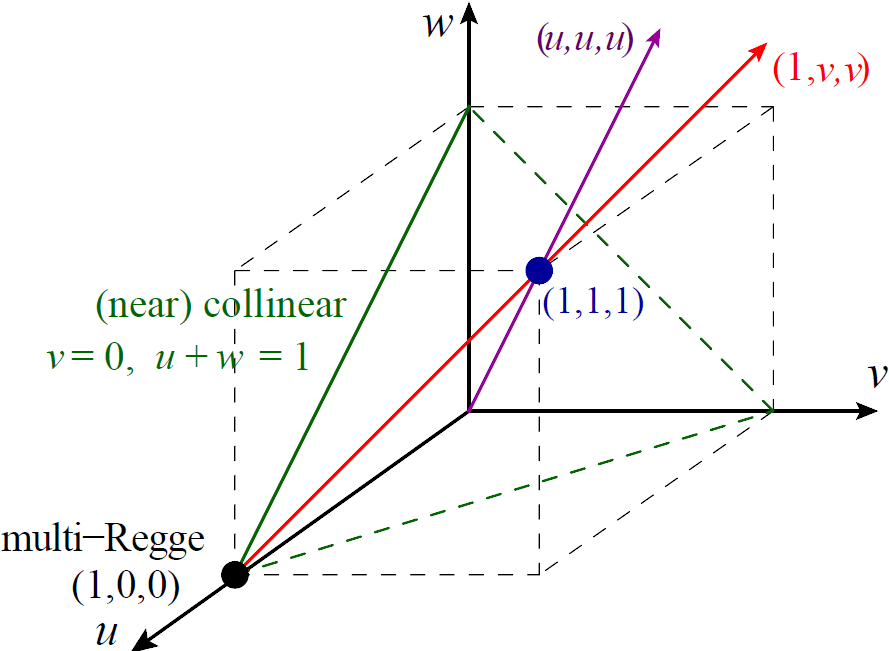 w
(u,u,u)
(1,v,v)
(near) collinear
v = 0, u + w = 1
(1,1,1)
v
multi−Regge
(1,0,0)
u